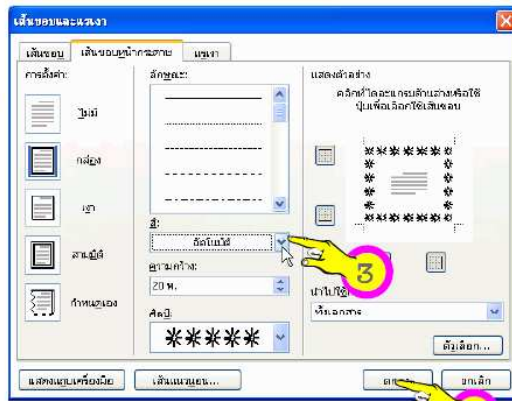 เส้นขอบและแรเงา
เส้นขอบ เส้นขอบหน้ากระดาษ แรเงา
การตั้งค่า:
ไม่มี
กล่อง
เงา
สามมิติ
กำหนดเอง
ลักษณะ:
สี:
อัตโนมัติ
ความกว้าง:
20 พ.
ศิลป์:
แสดงตัวอย่าง
คลิกที่ไดอะแกรมด้านล่างหรือใช้
ปุ่มเพื่อเลือกใช้เส้นขอบ
3
นำไปใช้
ทั้งเอกสาร
ตัวเลือก...
แสดงแถบเครื่องมือ เส้นแนวนอน... ยกเลิก